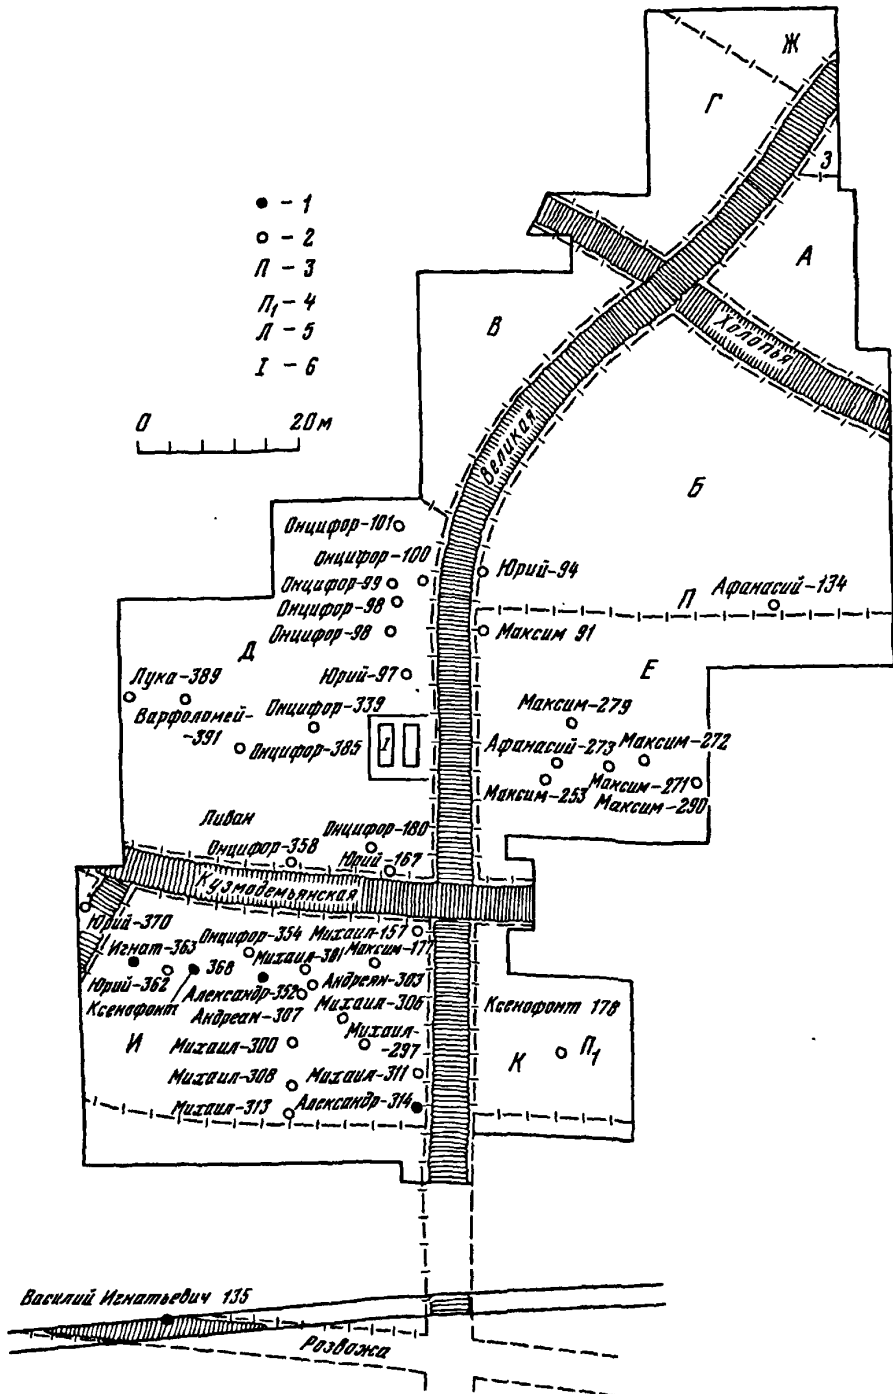 Ж
Г
З
А
● - 1
○ - 2
П - 3
П₁ - 4
Л - 5
I - 6
0 20 м
В
Холопья
Великая
Б
Онцифор-101
Онцифор-100
Онцифор-99
Онцифор-98
Онцифор-98
Юрий-94
Афанасий-134
П
Максим 91
Д
Е
Юрий-97
Лука-389
Варфоломей-
-391
Онцифор-339
Онцифор-385
I
Максим-279
Афанасий-273
Максим-272
Максим-253
Максим-271
Максим-290
Ливан
Онцифор-180
Онцифор-358
Юрий-167
Кузмодемьянская
Юрий-370
Онцифор-354
Михаил-157
Игнат-363
368
Михаил-301
Максим-177
Юрий-362
Александр-352
Андреян-303
Ксенофонт
Андреан-307
Михаил-306
Ксенофонт 178
И
Михаил-300
Михаил-
-297
К
П₁
Михаил-308
Михаил-311
Михаил-313
Александр-314
Василий Игнатьевич 135
Розважа